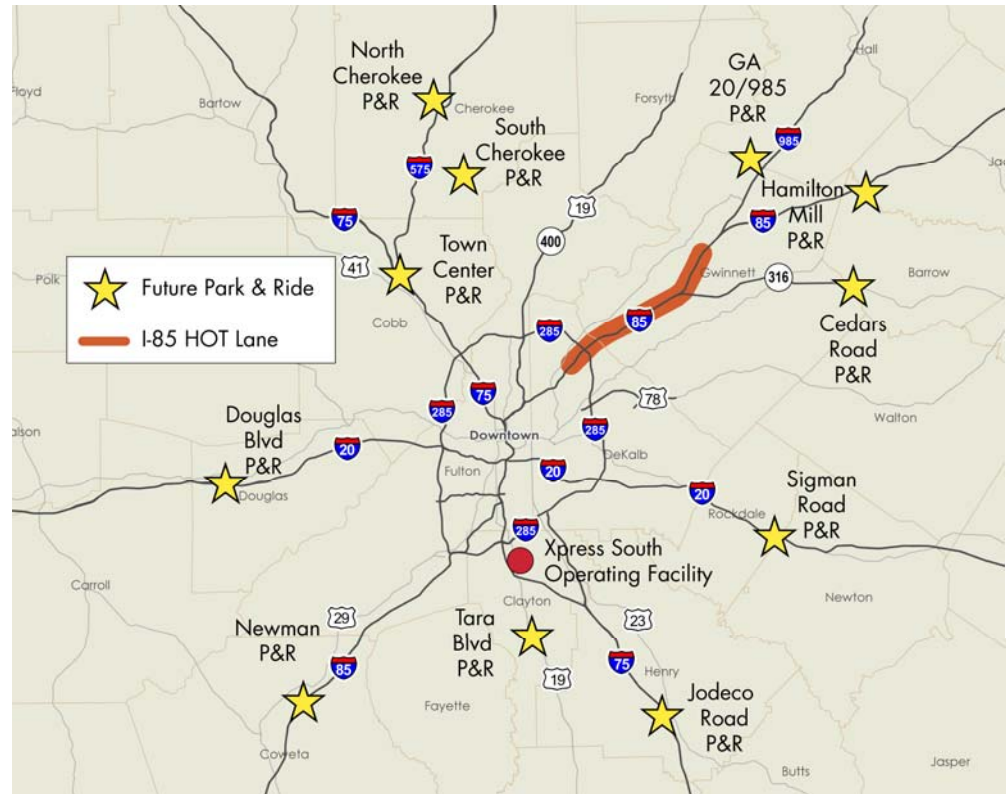 North
Cherokee
P&R
GA
20/985
P&R
Hall
Floyd
Bartow
Cherokee
Forsyth
985
South
Cherokee
P&R
575
Hamilton
Mill
P&R
19
75
85
400
41
Polk
Town
Center
P&R
Gwinnett
316
Barrow
Future Park & Ride
I-85 HOT Lane
Cobb
285
85
Cedars
Road
P&R
75
78
285
Walton
Douglas
Blvd
P&R
20
Downtown
285
DeKalb
Fulton
20
20
Sigman
Road
P&R
Rockdale
Douglas
285
Xpress South
Operating Facility
Carroll
Clayton
Newton
Newman
P&R
29
Tara
Blvd
P&R
23
85
19
75
Henry
Fayette
Jodeco
Road
P&R
Coweta
Butts
Jasper